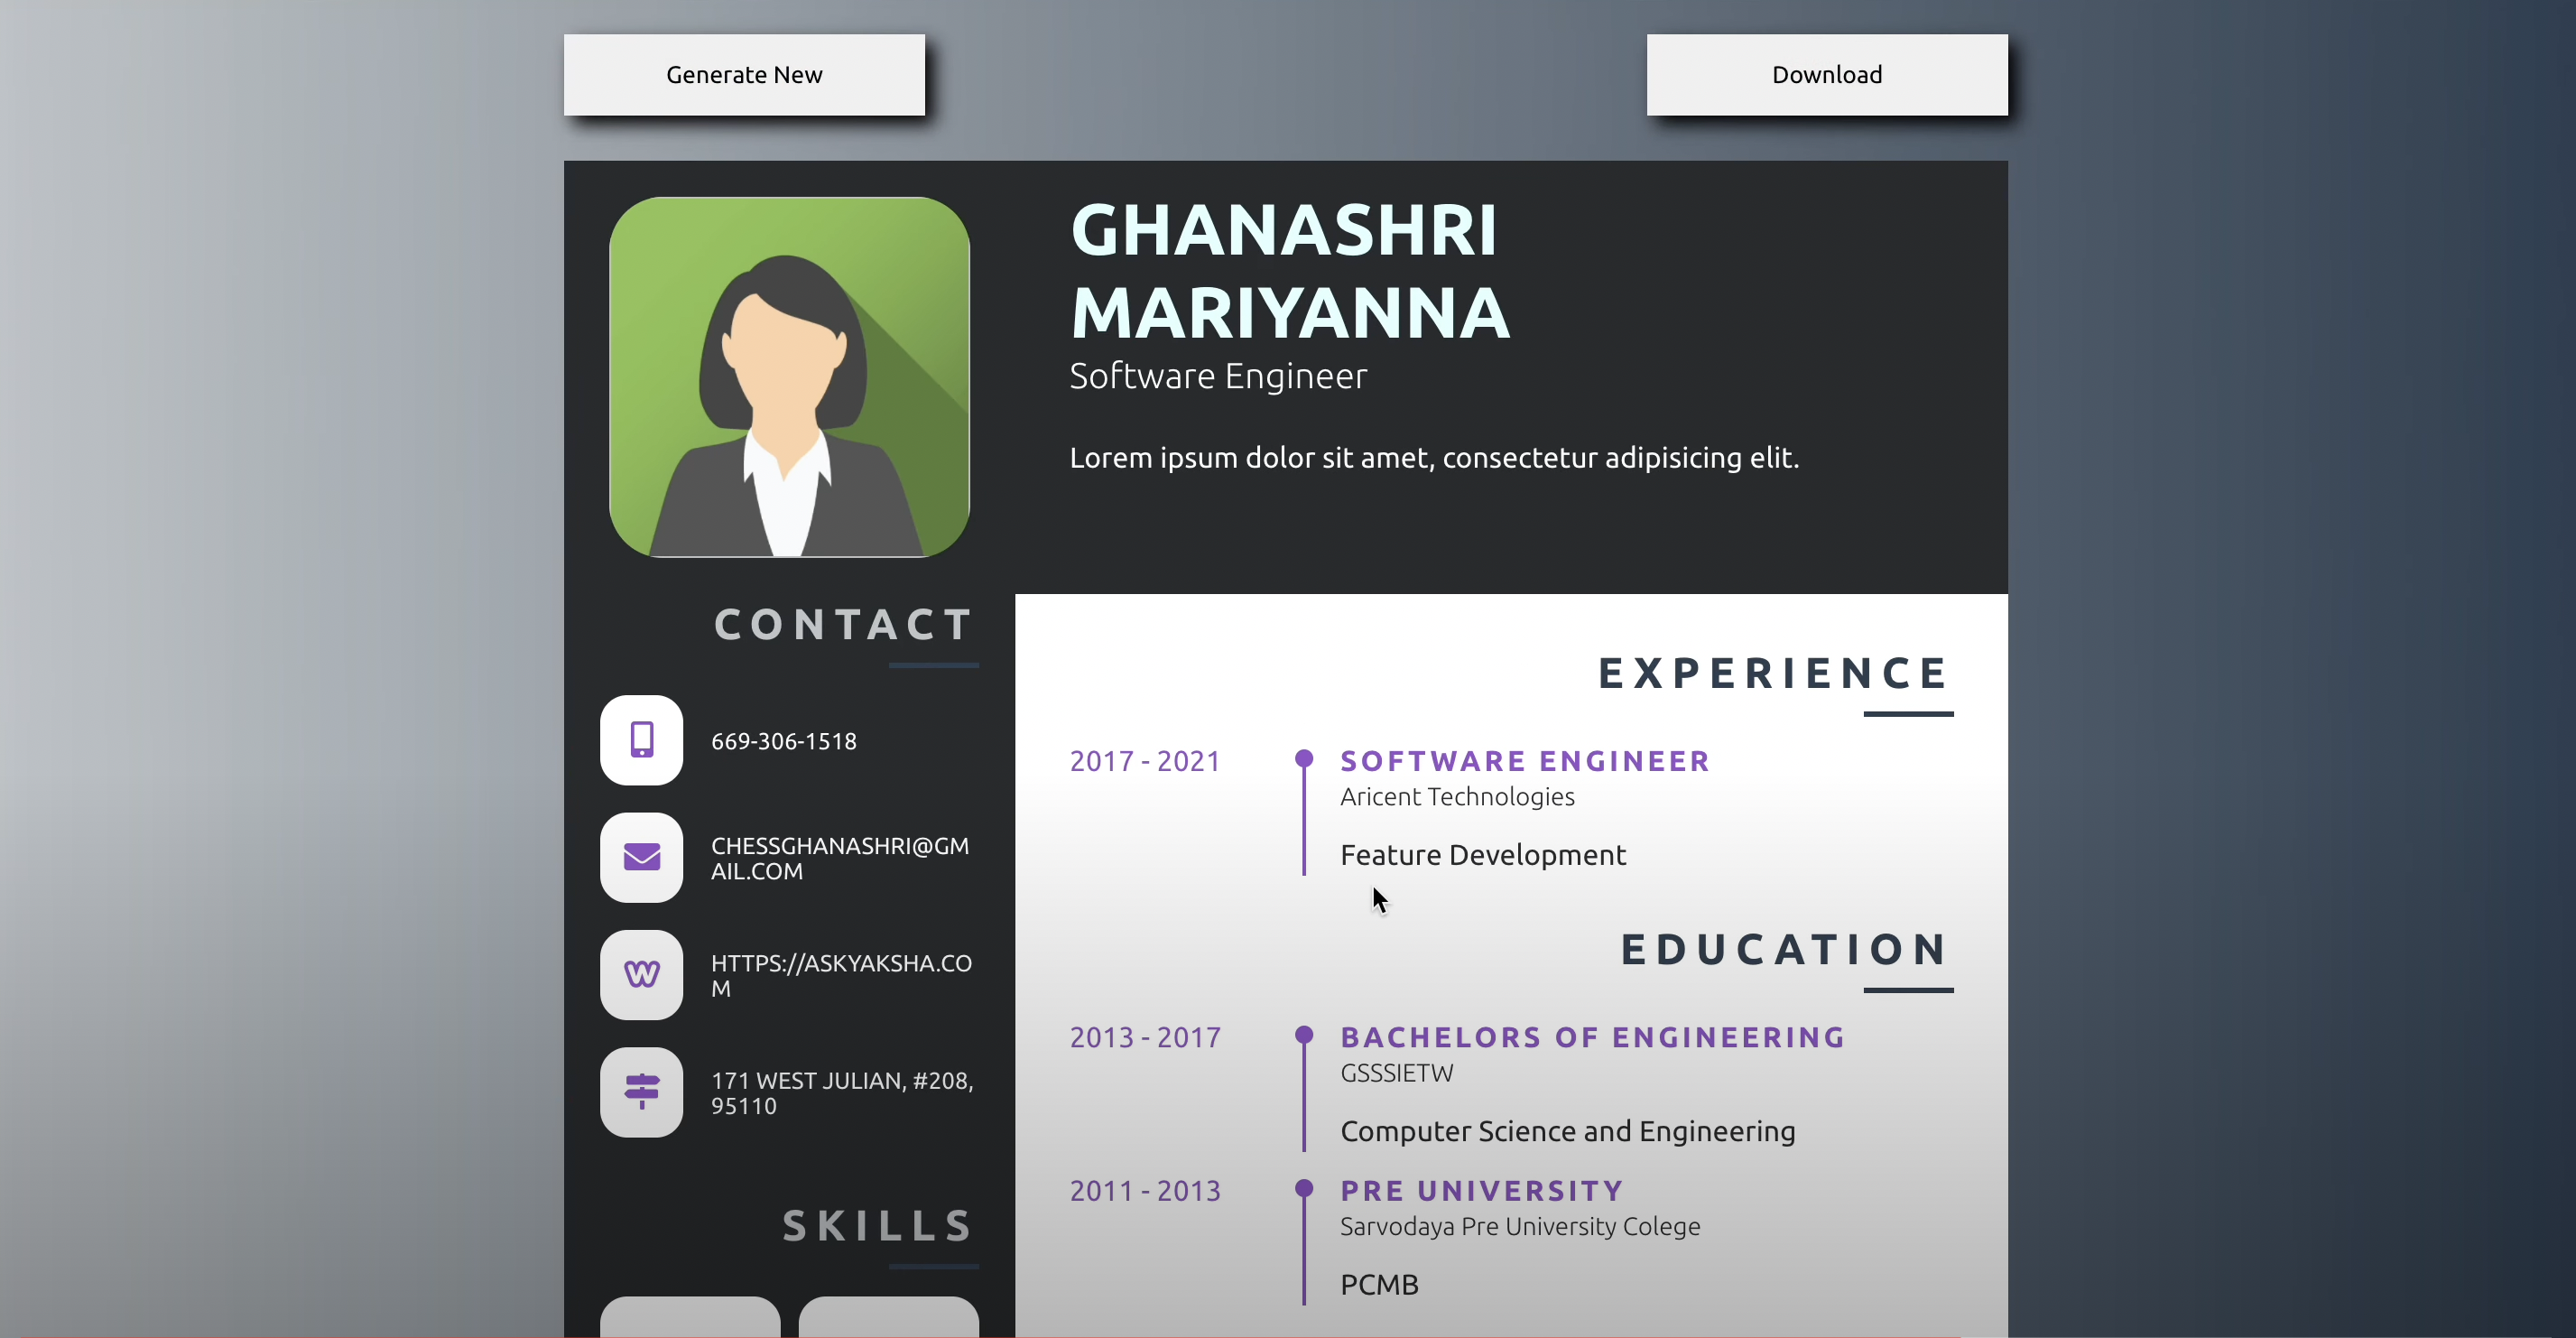 Generate New
Download
GHANASHRI
MARIYANNA
Software Engineer
Lorem ipsum dolor sit amet, consectetur adipisicing elit.
CONTACT
669-306-1518
CHESSGHANASHRI@GM
AIL.COM
HTTPS://ASKYAKSHA.CO
M
171 WEST JULIAN, #208,
95110
SKILLS
EXPERIENCE
2017 - 2021
SOFTWARE ENGINEER
Aricent Technologies
Feature Development
EDUCATION
2013 - 2017
BACHELORS OF ENGINEERING
GSSSIETW
Computer Science and Engineering
2011 - 2013
PRE UNIVERSITY
Sarvodaya Pre University Colege
PCMB